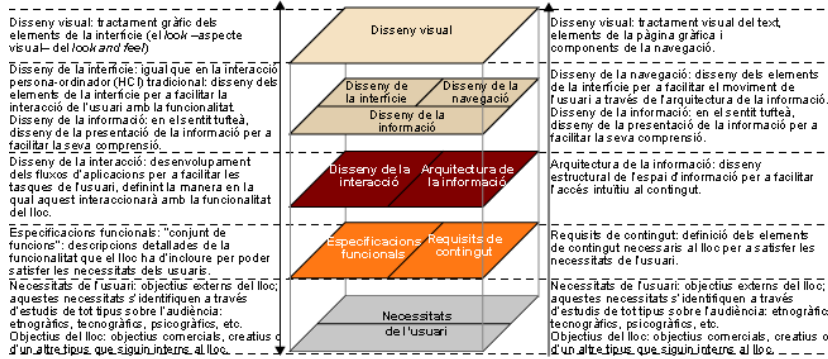 Disseny visual: tractament gràfic dels
elements de la interfície (el look –aspecte
visual– del look and feel)
Disseny de la interfície: igual que en la interacció
persona-ordinador (HCI) tradicional: disseny dels
elements de la interfície per a facilitar la
interacció de l'usuari amb la funcionalitat.
Disseny de la informació: en el sentit tufteà,
disseny de la presentació de la informació per a
facilitar la seva comprensió.
Disseny de la interacció: desenvolupament
dels fluxos d'aplicacions per a facilitar les
tasques de l'usuari, definint la manera en la
qual aquest interaccionarà amb la funcionalitat
del lloc.
Especificacions funcionals: "conjunt de
funcions": descripcions detallades de la
funcionalitat que el lloc ha d'incloure per poder
satisfer les necessitats dels usuaris.
Necessitats de l'usuari: objectius externs del lloc;
aquestes necessitats s'identifiquen a través
d'estudis de tot tipus sobre l'audiència:
etnogràfics, tecnogràfics, psicogràfics, etc.
Objectius del lloc: objectius comercials, creatius o
d'un altre tipus que siguin interns al lloc.
Disseny visual
Disseny de
la interfície
Disseny de la
navegació
Disseny de la
informació
Disseny de la
interacció
Arquitectura de
la informació
Especificacions
funcionals
Requisits de
contingut
Necessitats
de l'usuari
Disseny visual: tractament visual del text,
elements de la pàgina gràfica i
components de la navegació.
Disseny de la navegació: disseny dels elements
de la interfície per a facilitar el moviment de
l'usuari a través de l'arquitectura de la informació.
Disseny de la informació: en el sentit tufteà,
disseny de la presentació de la informació per a
facilitar la seva comprensió.
Arquitectura de la informació: disseny
estructural de l'espai d'informació per a facilitar
l'accés intuïtiu al contingut.
Requisits de contingut: definició dels elements
de contingut necessaris al lloc per a satisfer les
necessitats de l'usuari.
Necessitats de l'usuari: objectius externs del lloc;
aquestes necessitats s'identifiquen a través
d'estudis de tot tipus sobre l'audiència: etnogràfics,
tecnogràfics, psicogràfics, etc.
Objectius del lloc: objectius comercials, creatius o
d'un altre tipus que siguin interns al lloc.